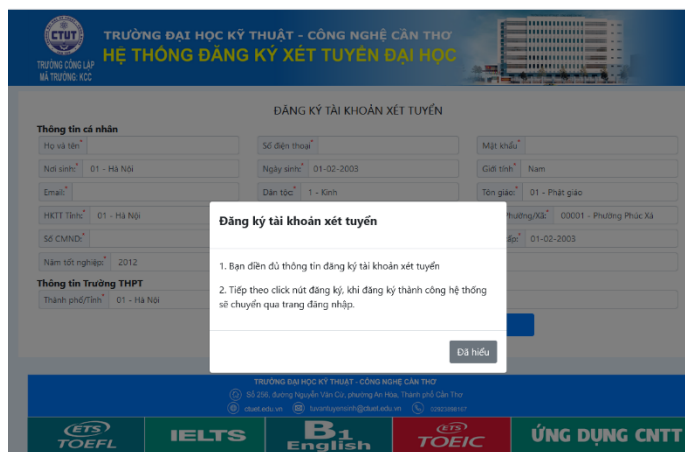 CTUT
TRƯỜNG CÔNG LẬP
MÃ TRƯỜNG: KCC
TRƯỜNG ĐẠI HỌC KỸ THUẬT - CÔNG NGHỆ CẦN THƠ
HỆ THỐNG ĐĂNG KÝ XÉT TUYỂN ĐẠI HỌC
ĐĂNG KÝ TÀI KHOẢN XÉT TUYỂN
Thông tin cá nhân
Họ và tên* Số điện thoại* Mật khẩu*
Nơi sinh:* 01 - Hà Nội Ngày sinh:* 01-02-2003 Giới tính* Nam
Email:* Dân tộc:* 1 - Kinh Tôn giáo:* 01 - Phật giáo
HKTT Tỉnh:* 01 - Hà Nội Phường/Xã:* 00001 - Phường Phúc Xá
Số CMND:* cấp:* 01-02-2003
Năm tốt nghiệp:* 2012
Thông tin Trường THPT
Thành phố/Tỉnh* 01 - Hà Nội
Đăng ký tài khoản xét tuyển
1. Bạn điền đủ thông tin đăng ký tài khoản xét tuyển
2. Tiếp theo click nút đăng ký, khi đăng ký thành công hệ thống
sẽ chuyển qua trang đăng nhập.
Đã hiểu
TRƯỜNG ĐẠI HỌC KỸ THUẬT - CÔNG NGHỆ CẦN THƠ
Số 256, đường Nguyễn Văn Cừ, phường An Hòa, Thành phố Cần Thơ
ctuet.edu.vn tuvantuyensinh@ctuet.edu.vn
ETS
TOEFL
IELTS
B1
English
ETS
TOEIC
ỨNG DỤNG CNTT